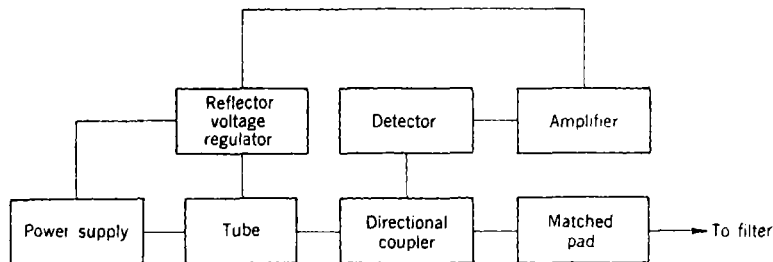 Reflector
voltage
regulator
Detector
Amplifier
Power supply
Tube
Directional
coupler
Matched
pad
To filter